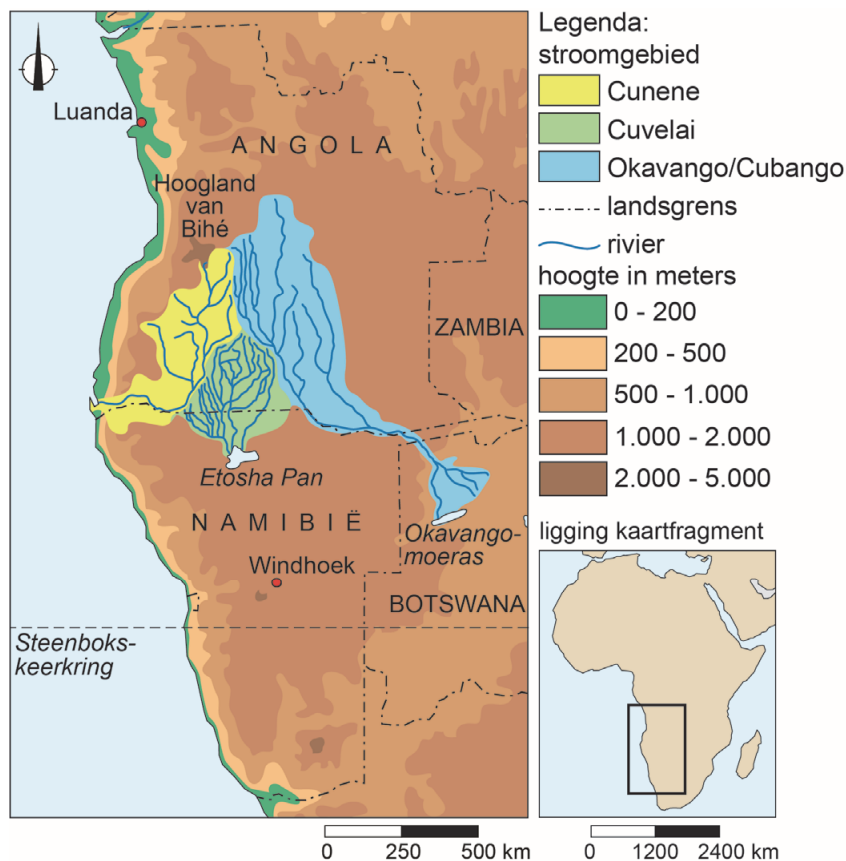 Luanda
ANGOLA
Hoogland
van
Bihé
ZAMBIA
Etosha Pan
NAMIBIË
Okavango-
moeras
Windhoek
BOTSWANA
Steenboks-
keerkring
0 250 500 km
Legenda:
stroomgebied
Cunene
Cuvelai
Okavango/Cubango
landsgrens
rivier
hoogte in meters
0 - 200
200 - 500
500 - 1.000
1.000 - 2.000
2.000 - 5.000
ligging kaartfragment
0 1200 2400 km